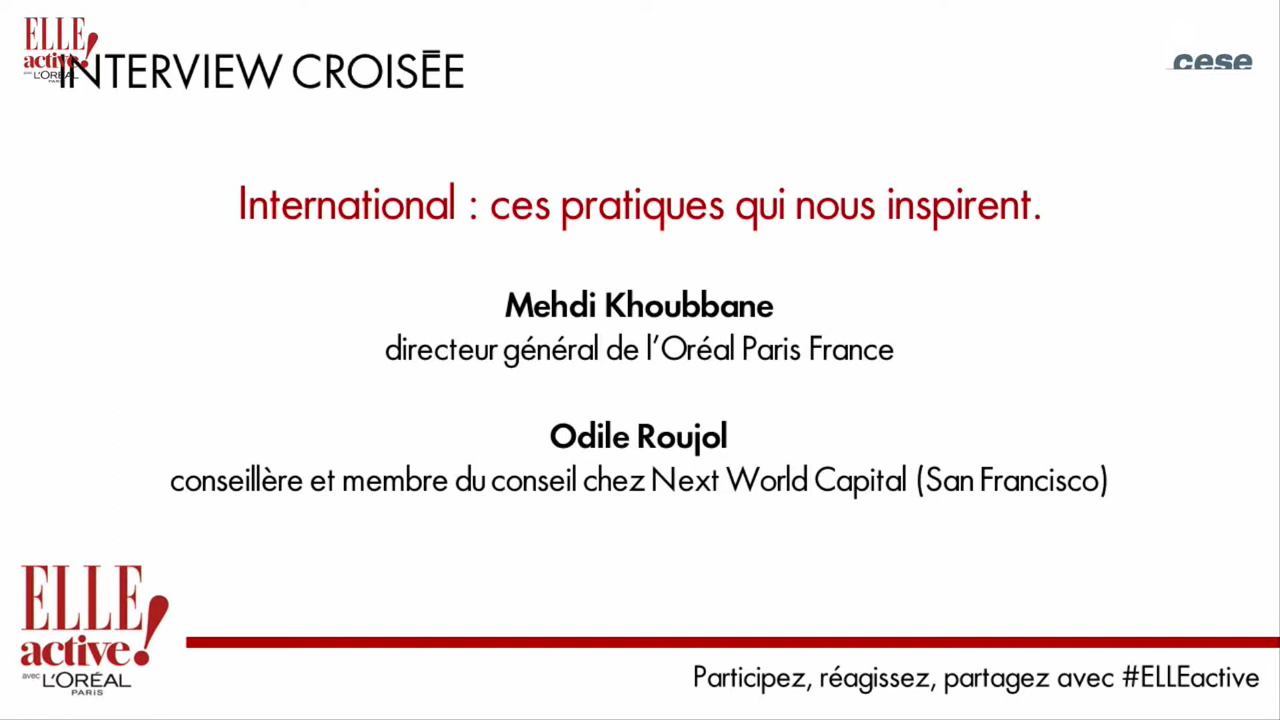 ELLE
active!
avec L'ORÉAL
PARIS
INTERVIEW CROISÉE
cese
International : ces pratiques qui nous inspirent.
Mehdi Khoubbane
directeur général de l'Oréal Paris France
Odile Roujol
conseillère et membre du conseil chez Next World Capital (San Francisco)
ELLE
active!
avec L'ORÉAL
PARIS
Participez, réagissez, partagez avec #ELLEactive